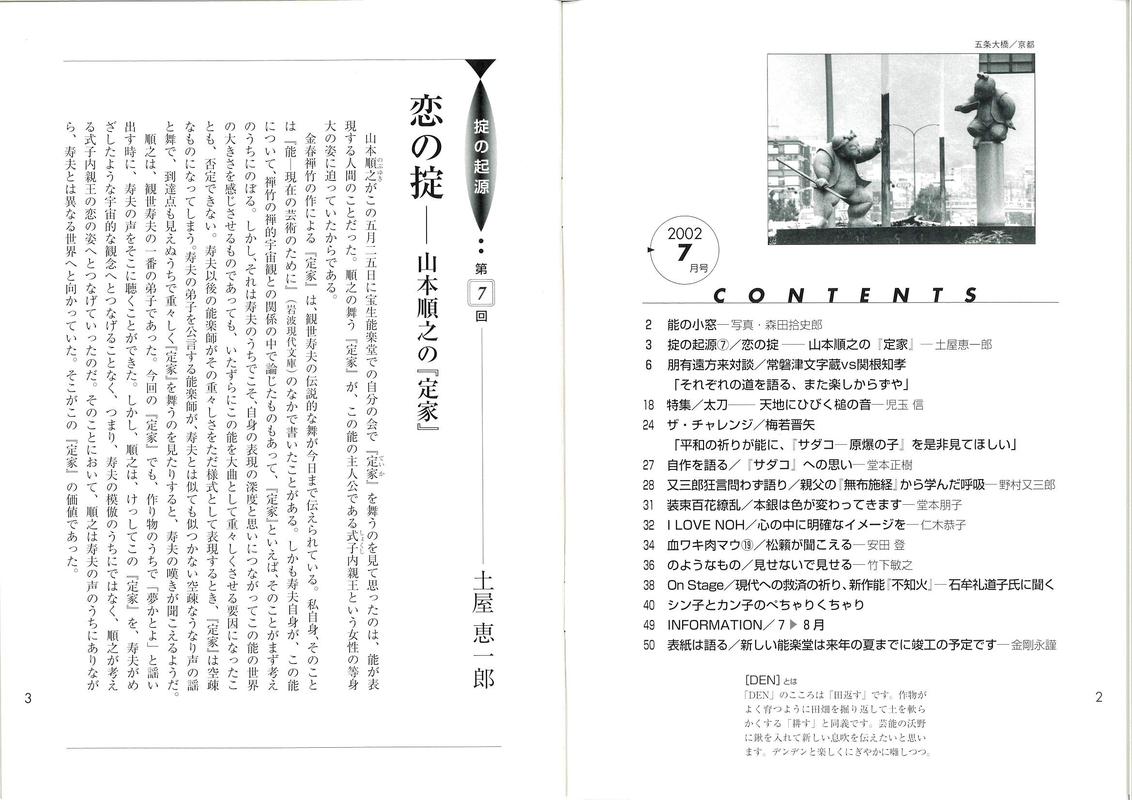 五条大橋／京都
2002
7
月号
CONTENTS
2 能の小窓─写真・森田拾史郎
3 掟の起源⑦／恋の掟 ── 山本順之の『定家』─土屋恵一郎
6 朋有遠方来対談／常磐津文字蔵vs関根知孝
「それぞれの道を語る、また楽しからずや」
18 特集／太刀── 天地にひびく槌の音─児玉 信
24 ザ・チャレンジ／梅若晋矢
「平和の祈りが能に、『サダコ─原爆の子』を是非見てほしい」
27 自作を語る／『サダコ』への思い─堂本正樹
28 又三郎狂言問わず語り／親父の『無布施経』から学んだ呼吸─野村又三郎
31 装束百花繚乱／本銀は色が変わってきます─堂本朋子
32 I LOVE NOH／心の中に明確なイメージを─仁木恭子
34 血ワキ肉マウ⑲／松籟が聞こえる─安田 登
36 のようなもの／見せないで見せる─竹下敏之
38 On Stage／現代への救済の祈り、新作能『不知火』─石牟礼道子氏に聞く
40 シン子とカン子のぺちゃりくちゃり
49 INFORMATION／7 ▶ 8月
50 表紙は語る／新しい能楽堂は来年の夏までに竣工の予定です─金剛永謹
［DEN］とは
「DEN」のこころは「田返す」です。作物が
よく育つように田畑を掘り返して土を軟ら
かくする「耕す」と同義です。芸能の沃野
に鍬を入れて新しい息吹を伝えたいと思い
ます。デンデンと楽しくにぎやかに囃しつつ。
2
掟の起源
第7回
土屋恵一郎
恋の掟──山本順之の『定家』
山本順之がこの五月二五日に宝生能楽堂での自分の会で『定家』を舞うのを見て思ったのは、能が表
のぶゆき
ていか
現する人間のことだった。順之の舞う『定家』が、この能の主人公である式子内親王という女性の等身
しょくし
大の姿に迫っていたからである。
金春禅竹の作による『定家』は、観世寿夫の伝説的な舞が今日まで伝えられている。私自身、そのこと
は『能─現在の芸術のために』（岩波現代文庫）のなかで書いたことがある。しかも寿夫自身が、この能
について、禅竹の禅的宇宙観との関係の中で論じたものもあって、『定家』といえば、そのことがまず考え
のうちにのぼる。しかし、それは寿夫のうちでこそ、自身の表現の深度と思いにつながってこの能の世界
の大きさを感じさせるものであっても、いたずらにこの能を大曲として重々しくさせる要因になったこ
とも、否定できない。寿夫以後の能楽師がその重々しさをただ様式として表現するとき、『定家』は空疎
なものになってしまう。寿夫の弟子を公言する能楽師が、寿夫とは似ても似つかない空疎なうなり声の謡
と舞で、到達点も見えぬうちで重々しく『定家』を舞うのを見たりすると、寿夫の嘆きが聞こえるようだ。
順之は、観世寿夫の一番の弟子であった。今回の『定家』でも、作り物のうちで「夢かとよ」と謡い
出す時に、寿夫の声をそこに聴くことができた。しかし、順之は、けっしてこの『定家』を、寿夫がめ
ざしたような宇宙的な観念へとつなげることなく、つまり、寿夫の模倣のうちにではなく、順之が考え
る式子内親王の恋の姿へとつなげていったのだ。そのことにおいて、順之は寿夫の声のうちにありなが
ら、寿夫とは異なる世界へと向かっていた。そこがこの『定家』の価値であった。
3